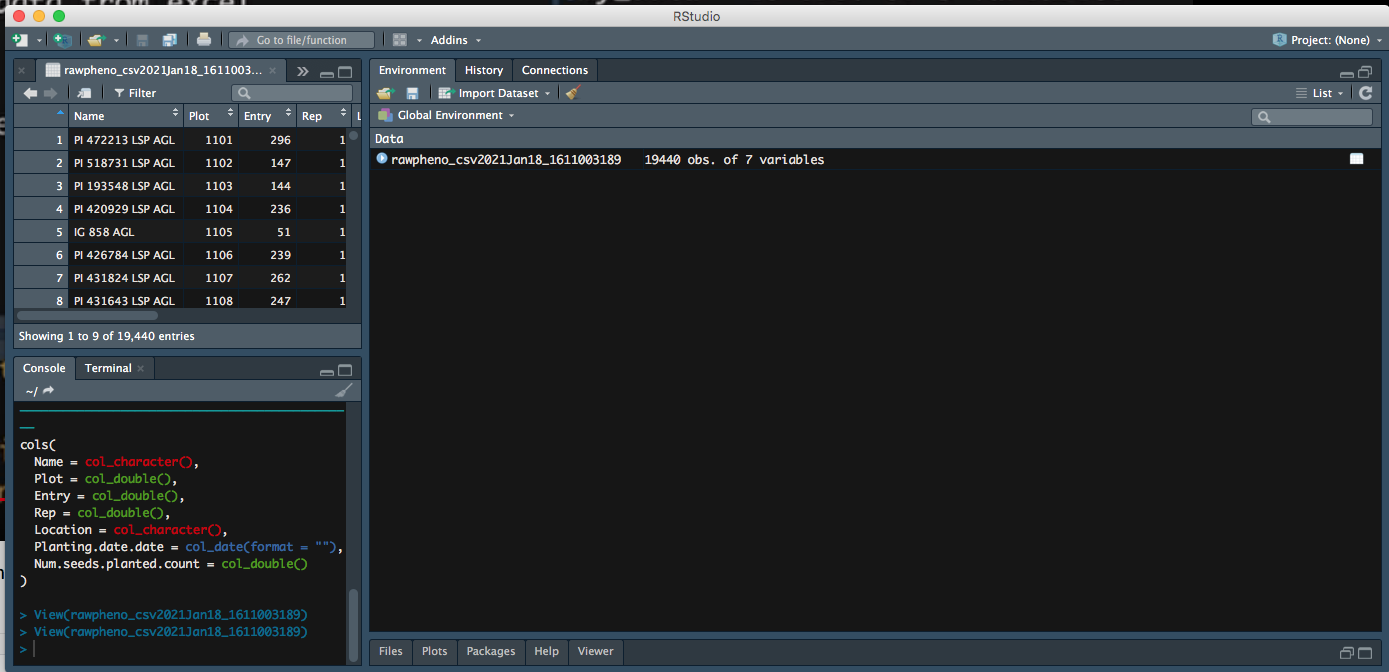 data from excel
RStudio
Go to file/function
Addins
Project: (None)
rawpheno_csv2021Jan18_1611003...
Filter
Name Plot Entry Rep L
1 PI 472213 LSP AGL 1101 296 1
2 PI 518731 LSP AGL 1102 147 1
3 PI 193548 LSP AGL 1103 144 1
4 PI 420929 LSP AGL 1104 236 1
5 IG 858 AGL 1105 51 1
6 PI 426784 LSP AGL 1106 239 1
7 PI 431824 LSP AGL 1107 262 1
8 PI 431643 LSP AGL 1108 247 1
Showing 1 to 9 of 19,440 entries
Console Terminal
~/
cols(
Name = col_character(),
Plot = col_double(),
Entry = col_double(),
Rep = col_double(),
Location = col_character(),
Planting.date.date = col_date(format = ""),
Num.seeds.planted.count = col_double()
)
> View(rawpheno_csv2021Jan18_1611003189)
> View(rawpheno_csv2021Jan18_1611003189)
>
Environment History Connections
Import Dataset
List
Global Environment
Data
rawpheno_csv2021Jan18_1611003189 19440 obs. of 7 variables
Files Plots Packages Help Viewer